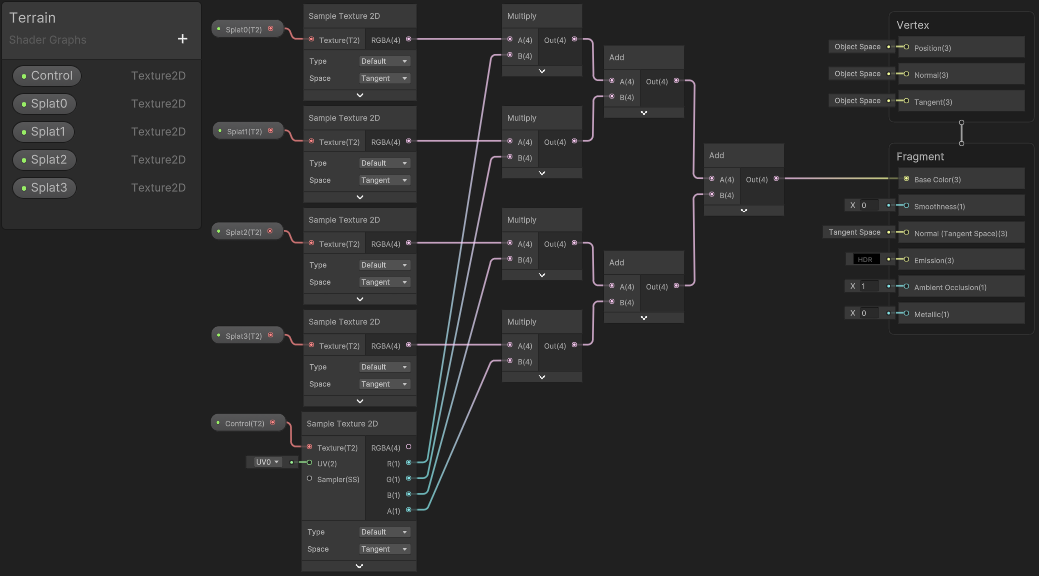 Terrain
Shader Graphs
+
Control Texture2D
Splat0 Texture2D
Splat1 Texture2D
Splat2 Texture2D
Splat3 Texture2D
Splat0(T2)
Sample Texture 2D
Texture(T2) RGBA(4)
Type Default
Space Tangent
Splat1(T2)
Sample Texture 2D
Texture(T2) RGBA(4)
Type Default
Space Tangent
Splat2(T2)
Sample Texture 2D
Texture(T2) RGBA(4)
Type Default
Space Tangent
Splat3(T2)
Sample Texture 2D
Texture(T2) RGBA(4)
Type Default
Space Tangent
Control(T2)
Sample Texture 2D
Texture(T2) RGBA(4)
UV0 UV(2) R(1)
Sampler(SS) G(1)
B(1)
A(1)
Type Default
Space Tangent
Multiply
A(4) Out(4)
B(4)
Multiply
A(4) Out(4)
B(4)
Multiply
A(4) Out(4)
B(4)
Multiply
A(4) Out(4)
B(4)
Add
A(4) Out(4)
B(4)
Add
A(4) Out(4)
B(4)
Add
A(4) Out(4)
B(4)
Vertex
Object Space Position(3)
Object Space Normal(3)
Object Space Tangent(3)
Fragment
Base Color(3)
X 0 Smoothness(1)
Tangent Space Normal (Tangent Space)(3)
HDR Emission(3)
X 1 Ambient Occlusion(1)
X 0 Metallic(1)